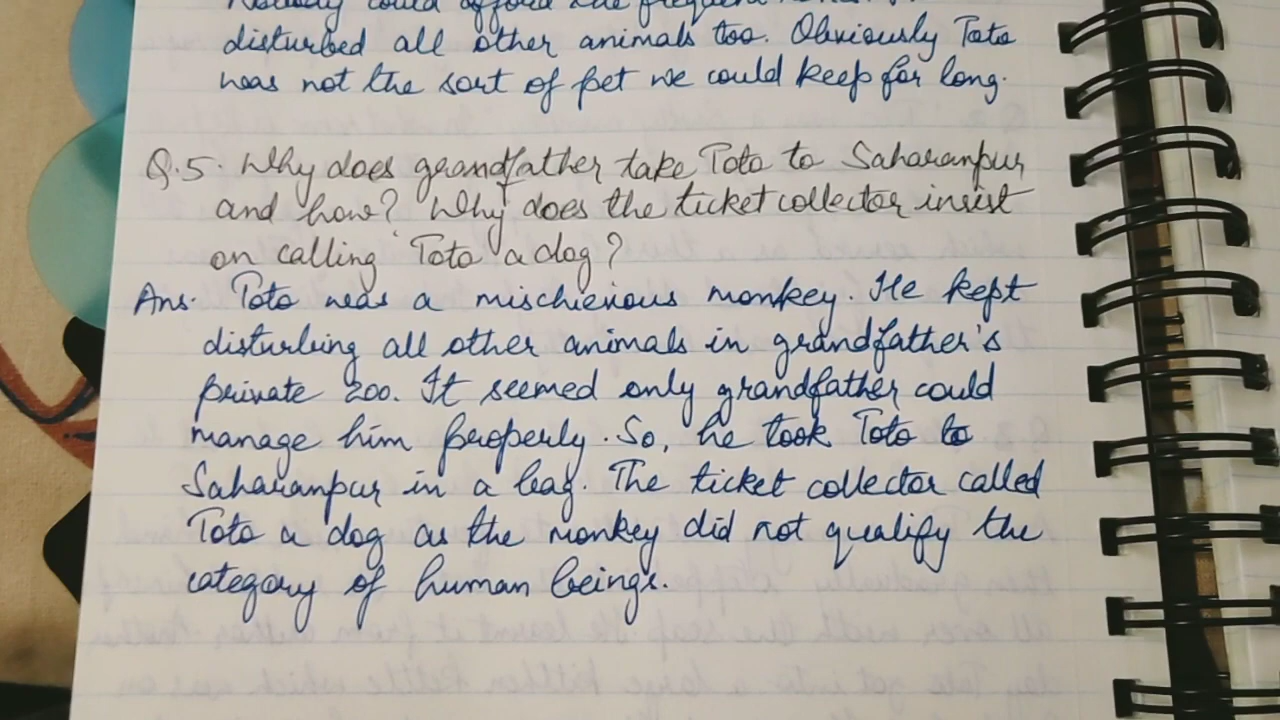 could afford the frequent
disturbed all other animals too. Obviously Toto
was not the sort of pet we could keep for long.
Q.5. Why does grandfather take Toto to Saharanpur
and how? Why does the ticket collector insist
on calling Toto a dog?
Ans. Toto was a mischievous monkey. He kept
disturbing all other animals in grandfather's
private zoo. It seemed only grandfather could
manage him properly. So, he took Toto to
Saharanpur in a bag. The ticket collector called
Toto a dog as the monkey did not qualify the
category of human beings.